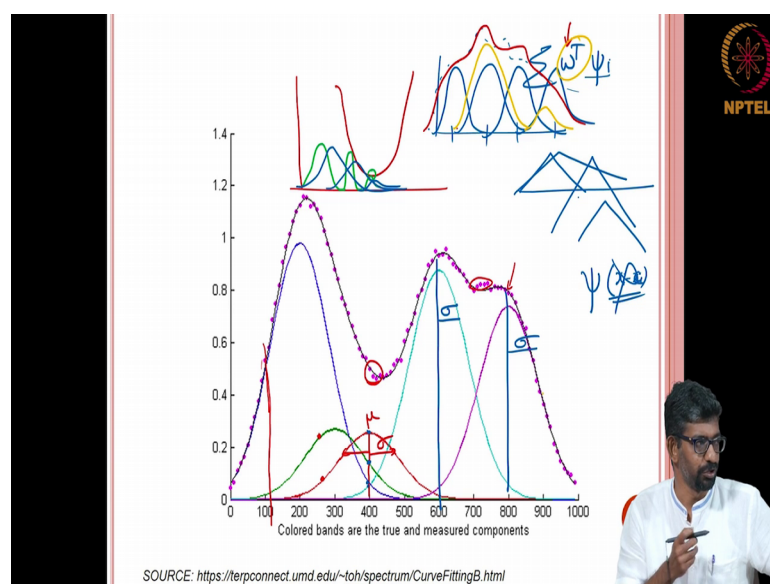 NPTEL
w^T ψ_i
ψ
1.4
1.2
1
0.8
0.6
0.4
0.2
0
μ
σ
σ
σ
0 100 200 300 400 500 600 700 800 900 1000
Colored bands are the true and measured components
SOURCE: https://terpconnect.umd.edu/~toh/spectrum/CurveFittingB.html